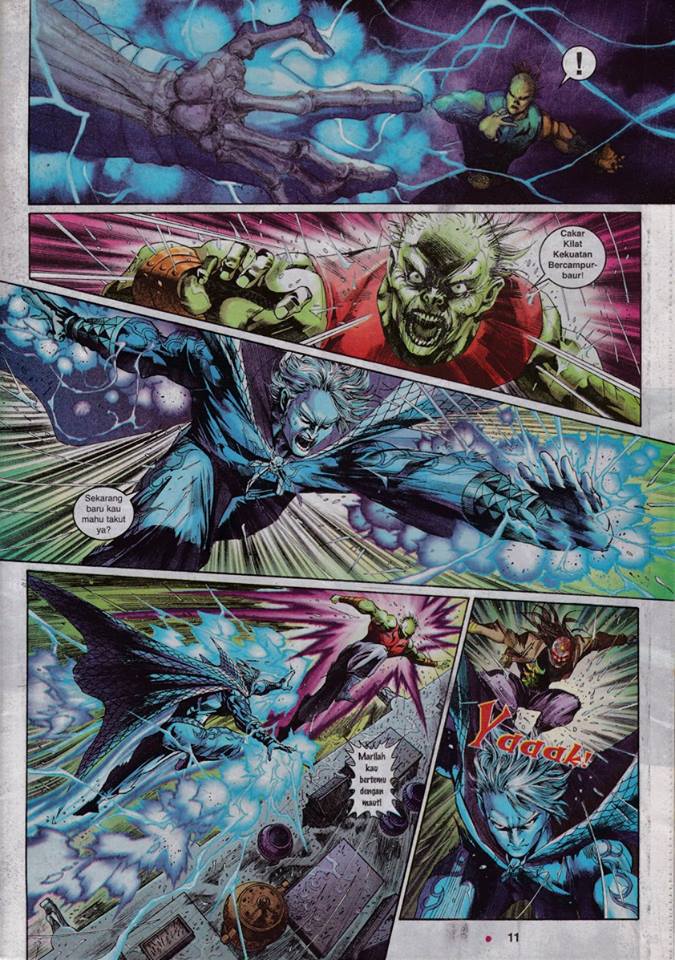 !
Cakar
Kilat
Kekuatan
Bercampur-
baur!
Sekarang
baru kau
mahu takut
ya?
Marilah
kau
bertemu
dengan
maut!
Yaaak!
11